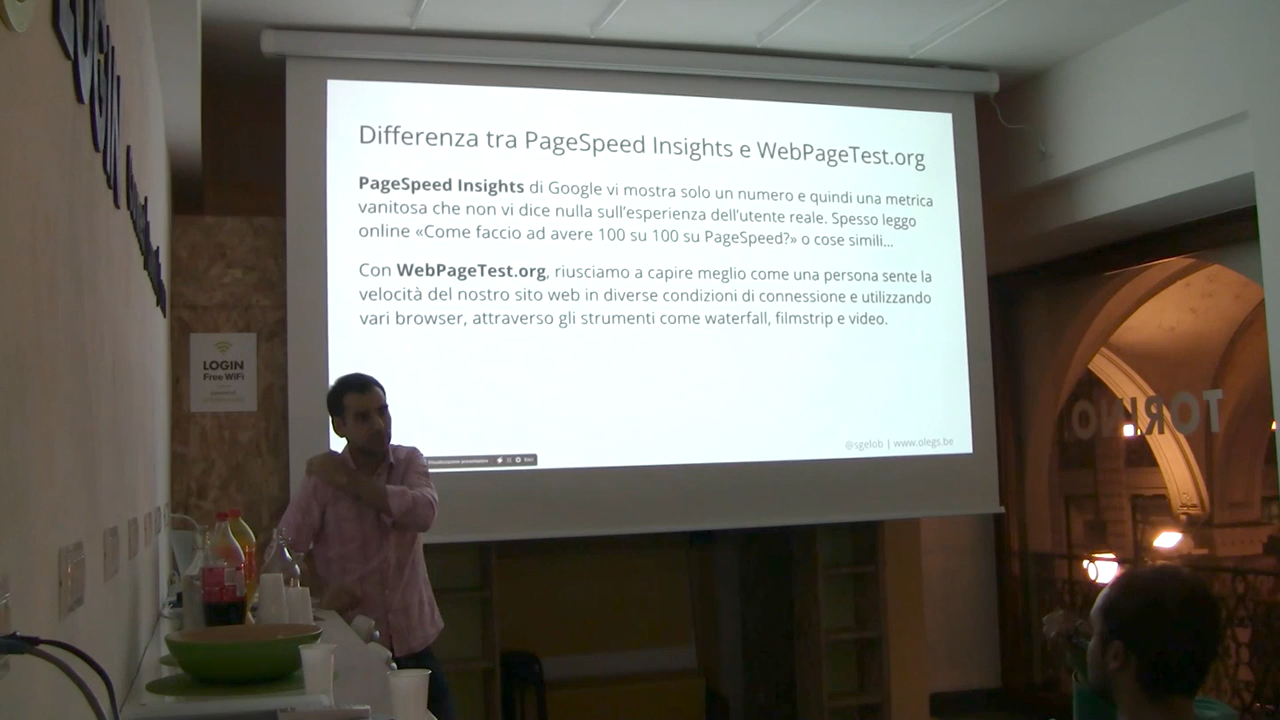 LOGIN
Differenza tra PageSpeed Insights e WebPageTest.org
PageSpeed Insights di Google vi mostra solo un numero e quindi una metrica
vanitosa che non vi dice nulla sull'esperienza dell'utente reale. Spesso leggo
online «Come faccio ad avere 100 su 100 su PageSpeed?» o cose simili...
Con WebPageTest.org, riusciamo a capire meglio come una persona sente la
velocità del nostro sito web in diverse condizioni di connessione e utilizzando
vari browser, attraverso gli strumenti come waterfall, filmstrip e video.
@sgelob | www.olegs.be
LOGIN
Free WiFi
TORINO